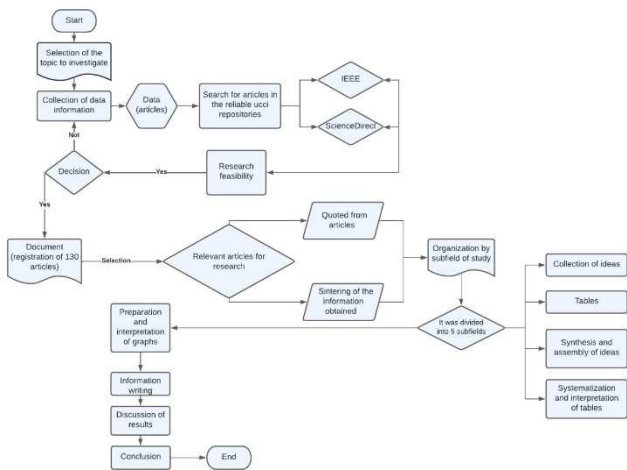 Start
Selection of the
topic to investigate
Collection of data
information
Data
(articles)
Search for articles in
the reliable ucci
repositories
IEEE
ScienceDirect
Not
Decision
Yes
Research
feasibility
Yes
Document
(registration of 130
articles)
Selection
Relevant articles for
research
Quoted from
articles
Sintering of the
information
obtained
Organization by
subfield of study
It was divided
into 5 subfields
Collection of ideas
Tables
Synthesis and
assembly of ideas
Systematization and
interpretation of
tables
Preparation
and
interpretation
of graphs
Information
writing
Discussion of
results
Conclusion
End